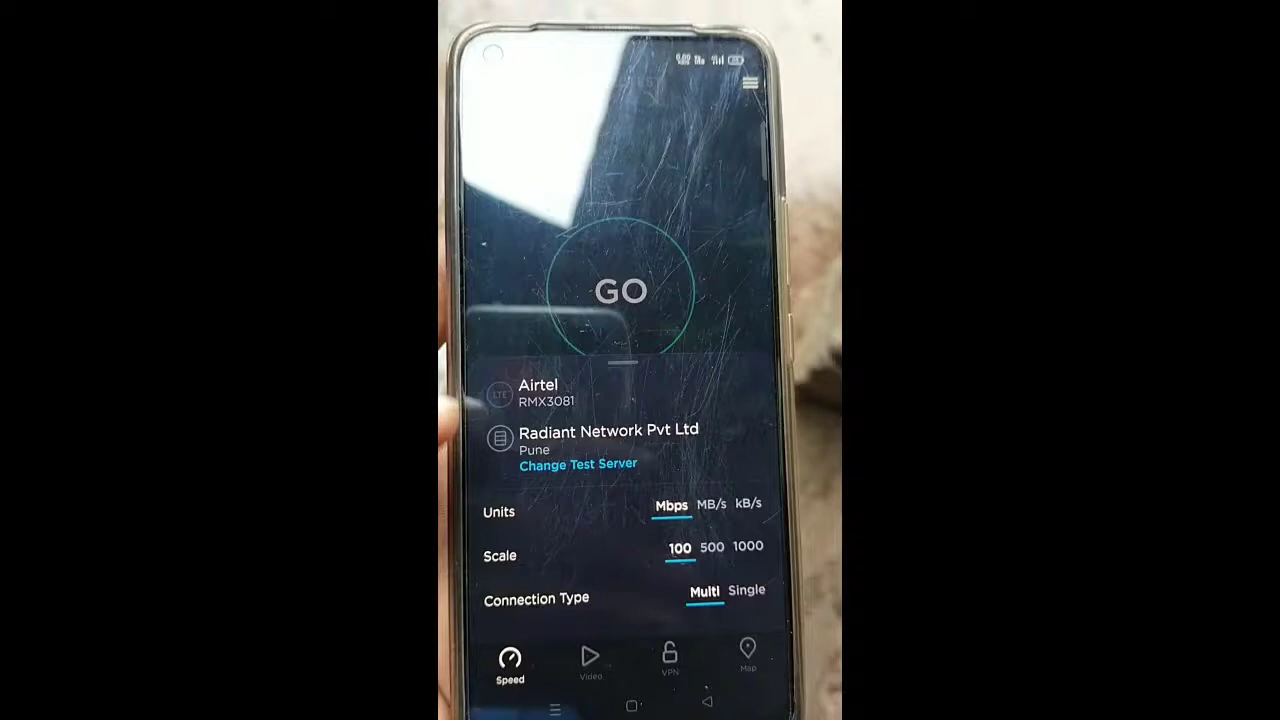 GO
LTE
Airtel
RMX3081
Radiant Network Pvt Ltd
Pune
Change Test Server
Units Mbps MB/s kB/s
Scale 100 500 1000
Connection Type Multi Single
Speed Video VPN Map